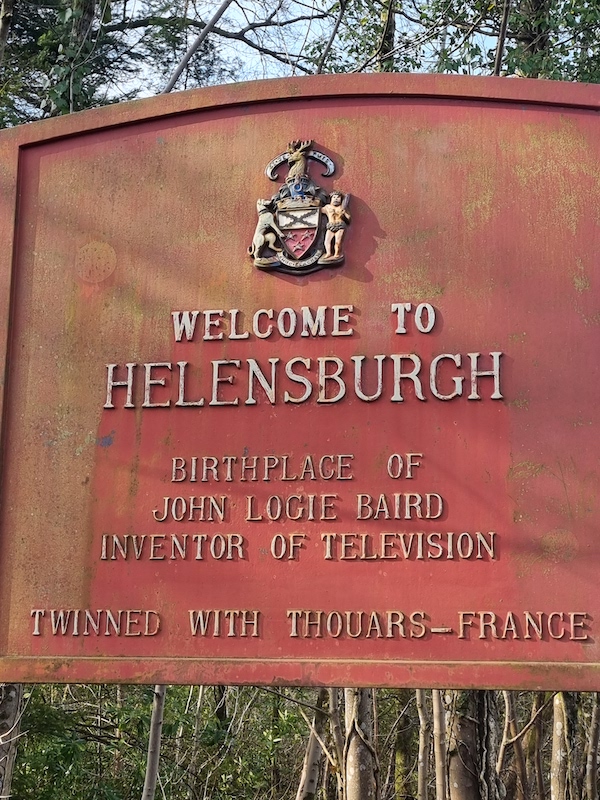 WELCOME TO
HELENSBURGH
BIRTHPLACE OF
JOHN LOGIE BAIRD
INVENTOR OF TELEVISION
TWINNED WITH THOUARS-FRANCE